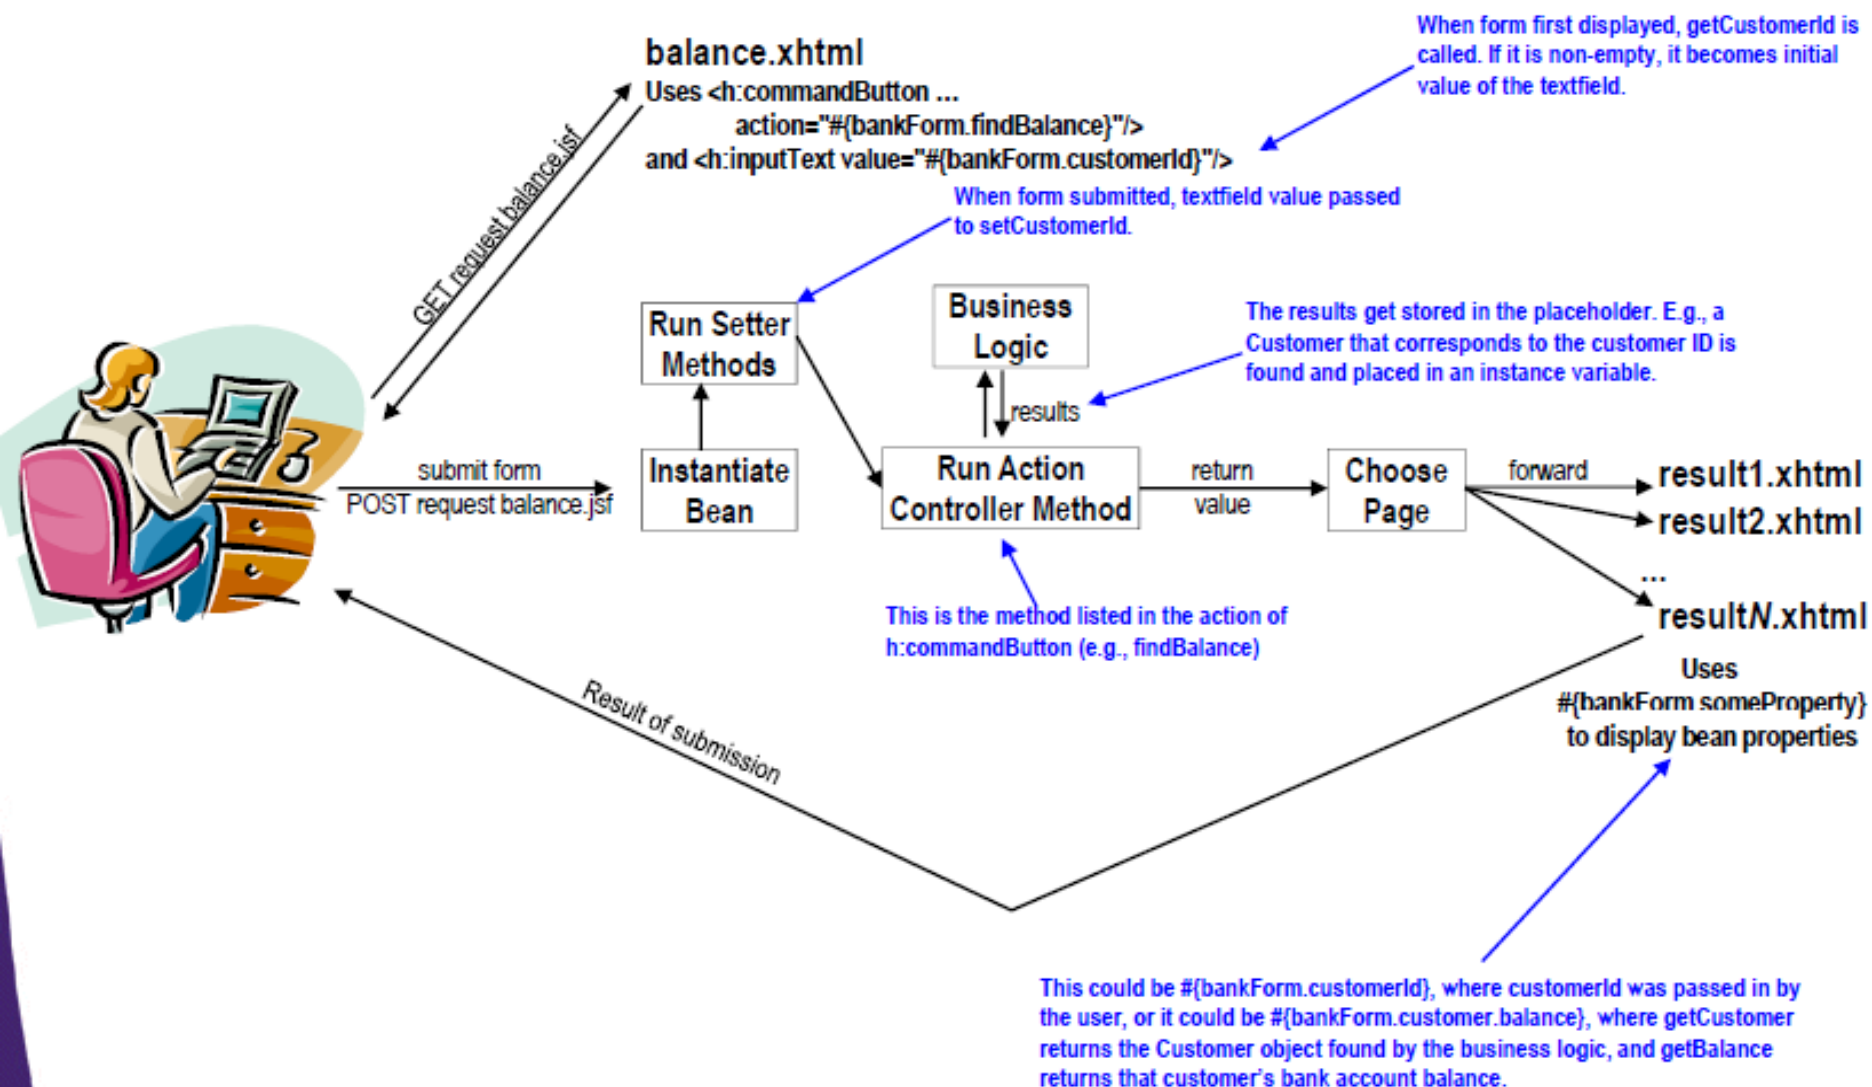 When form first displayed, getCustomerId is
called. If it is non-empty, it becomes initial
value of the textfield.
balance.xhtml
Uses <h:commandButton ...
action="#{bankForm.findBalance}"/>
and <h:inputText value="#{bankForm.customerId}"/>
GET request balance.jsf
When form submitted, textfield value passed
to setCustomerId.
Run Setter
Methods
Business
Logic
The results get stored in the placeholder. E.g., a
Customer that corresponds to the customer ID is
found and placed in an instance variable.
results
submit form
POST request balance.jsf
Instantiate
Bean
Run Action
Controller Method
return
value
Choose
Page
forward
result1.xhtml
result2.xhtml
...
resultN.xhtml
This is the method listed in the action of
h:commandButton (e.g., findBalance)
Uses
#{bankForm.someProperty}
to display bean properties
Result of submission
This could be #{bankForm.customerId}, where customerId was passed in by
the user, or it could be #{bankForm.customer.balance}, where getCustomer
returns the Customer object found by the business logic, and getBalance
returns that customer's bank account balance.